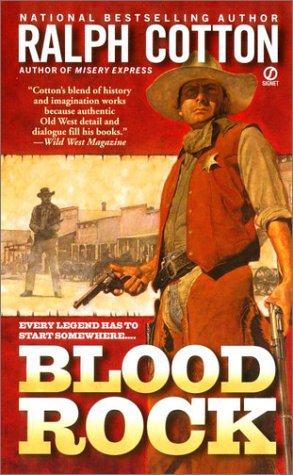 NATIONAL BESTSELLING AUTHOR
RALPH COTTON
AUTHOR OF MISERY EXPRESS
SIGNET
“Cotton's blend of history
and imagination works
because authentic
Old West detail and
dialogue fill his books.”
—Wild West Magazine
EVERY LEGEND HAS TO
START SOMEWHERE....
BLOOD
ROCK